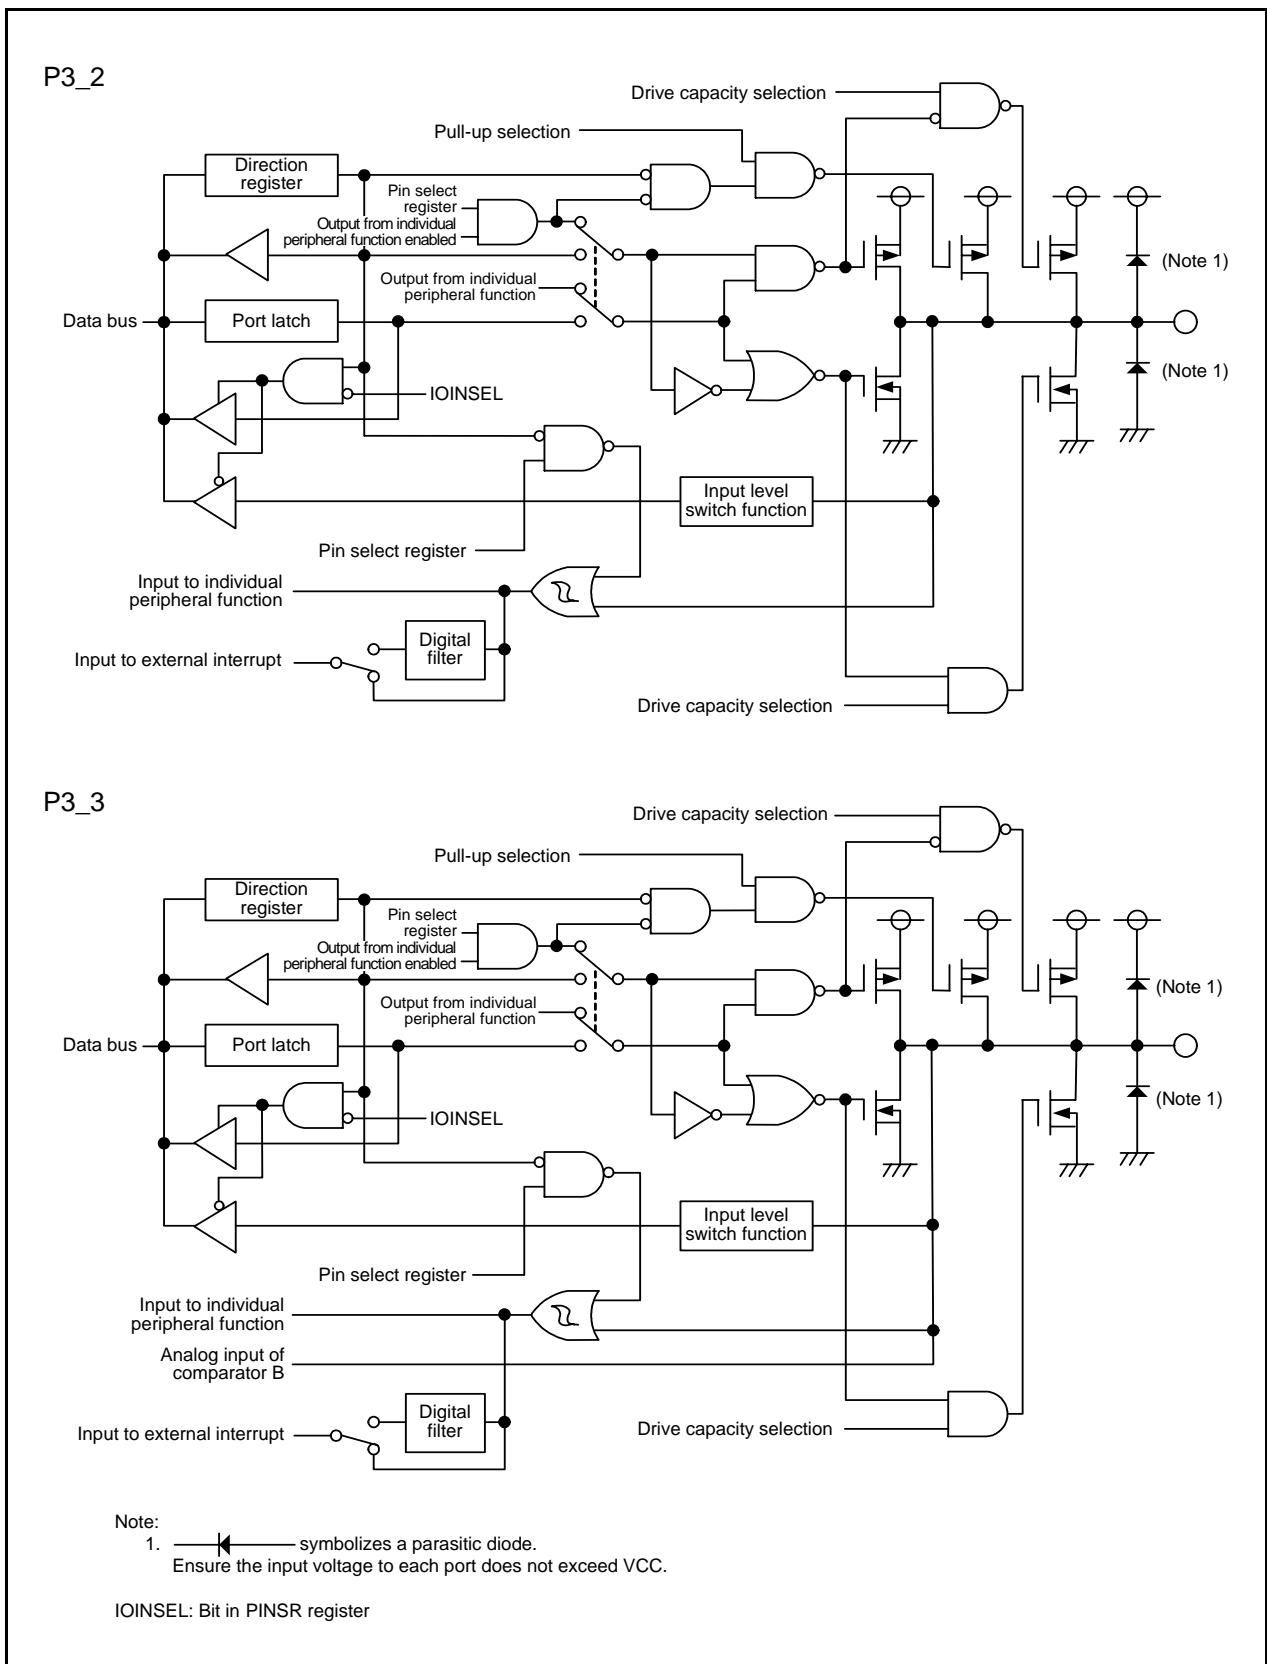 P3_2
Drive capacity selection
Pull-up selection
Direction
register
Pin select
register
Output from individual
peripheral function enabled
(Note 1)
Output from individual
peripheral function
Data bus
Port latch
(Note 1)
IOINSEL
Input level
switch function
Pin select register
Input to individual
peripheral function
Digital
filter
Input to external interrupt
Drive capacity selection
P3_3
Drive capacity selection
Pull-up selection
Direction
register
Pin select
register
Output from individual
peripheral function enabled
(Note 1)
Output from individual
peripheral function
Data bus
Port latch
(Note 1)
IOINSEL
Input level
switch function
Pin select register
Input to individual
peripheral function
Analog input of
comparator B
Digital
filter
Input to external interrupt
Drive capacity selection
Note:
1. symbolizes a parasitic diode.
Ensure the input voltage to each port does not exceed VCC.
IOINSEL: Bit in PINSR register